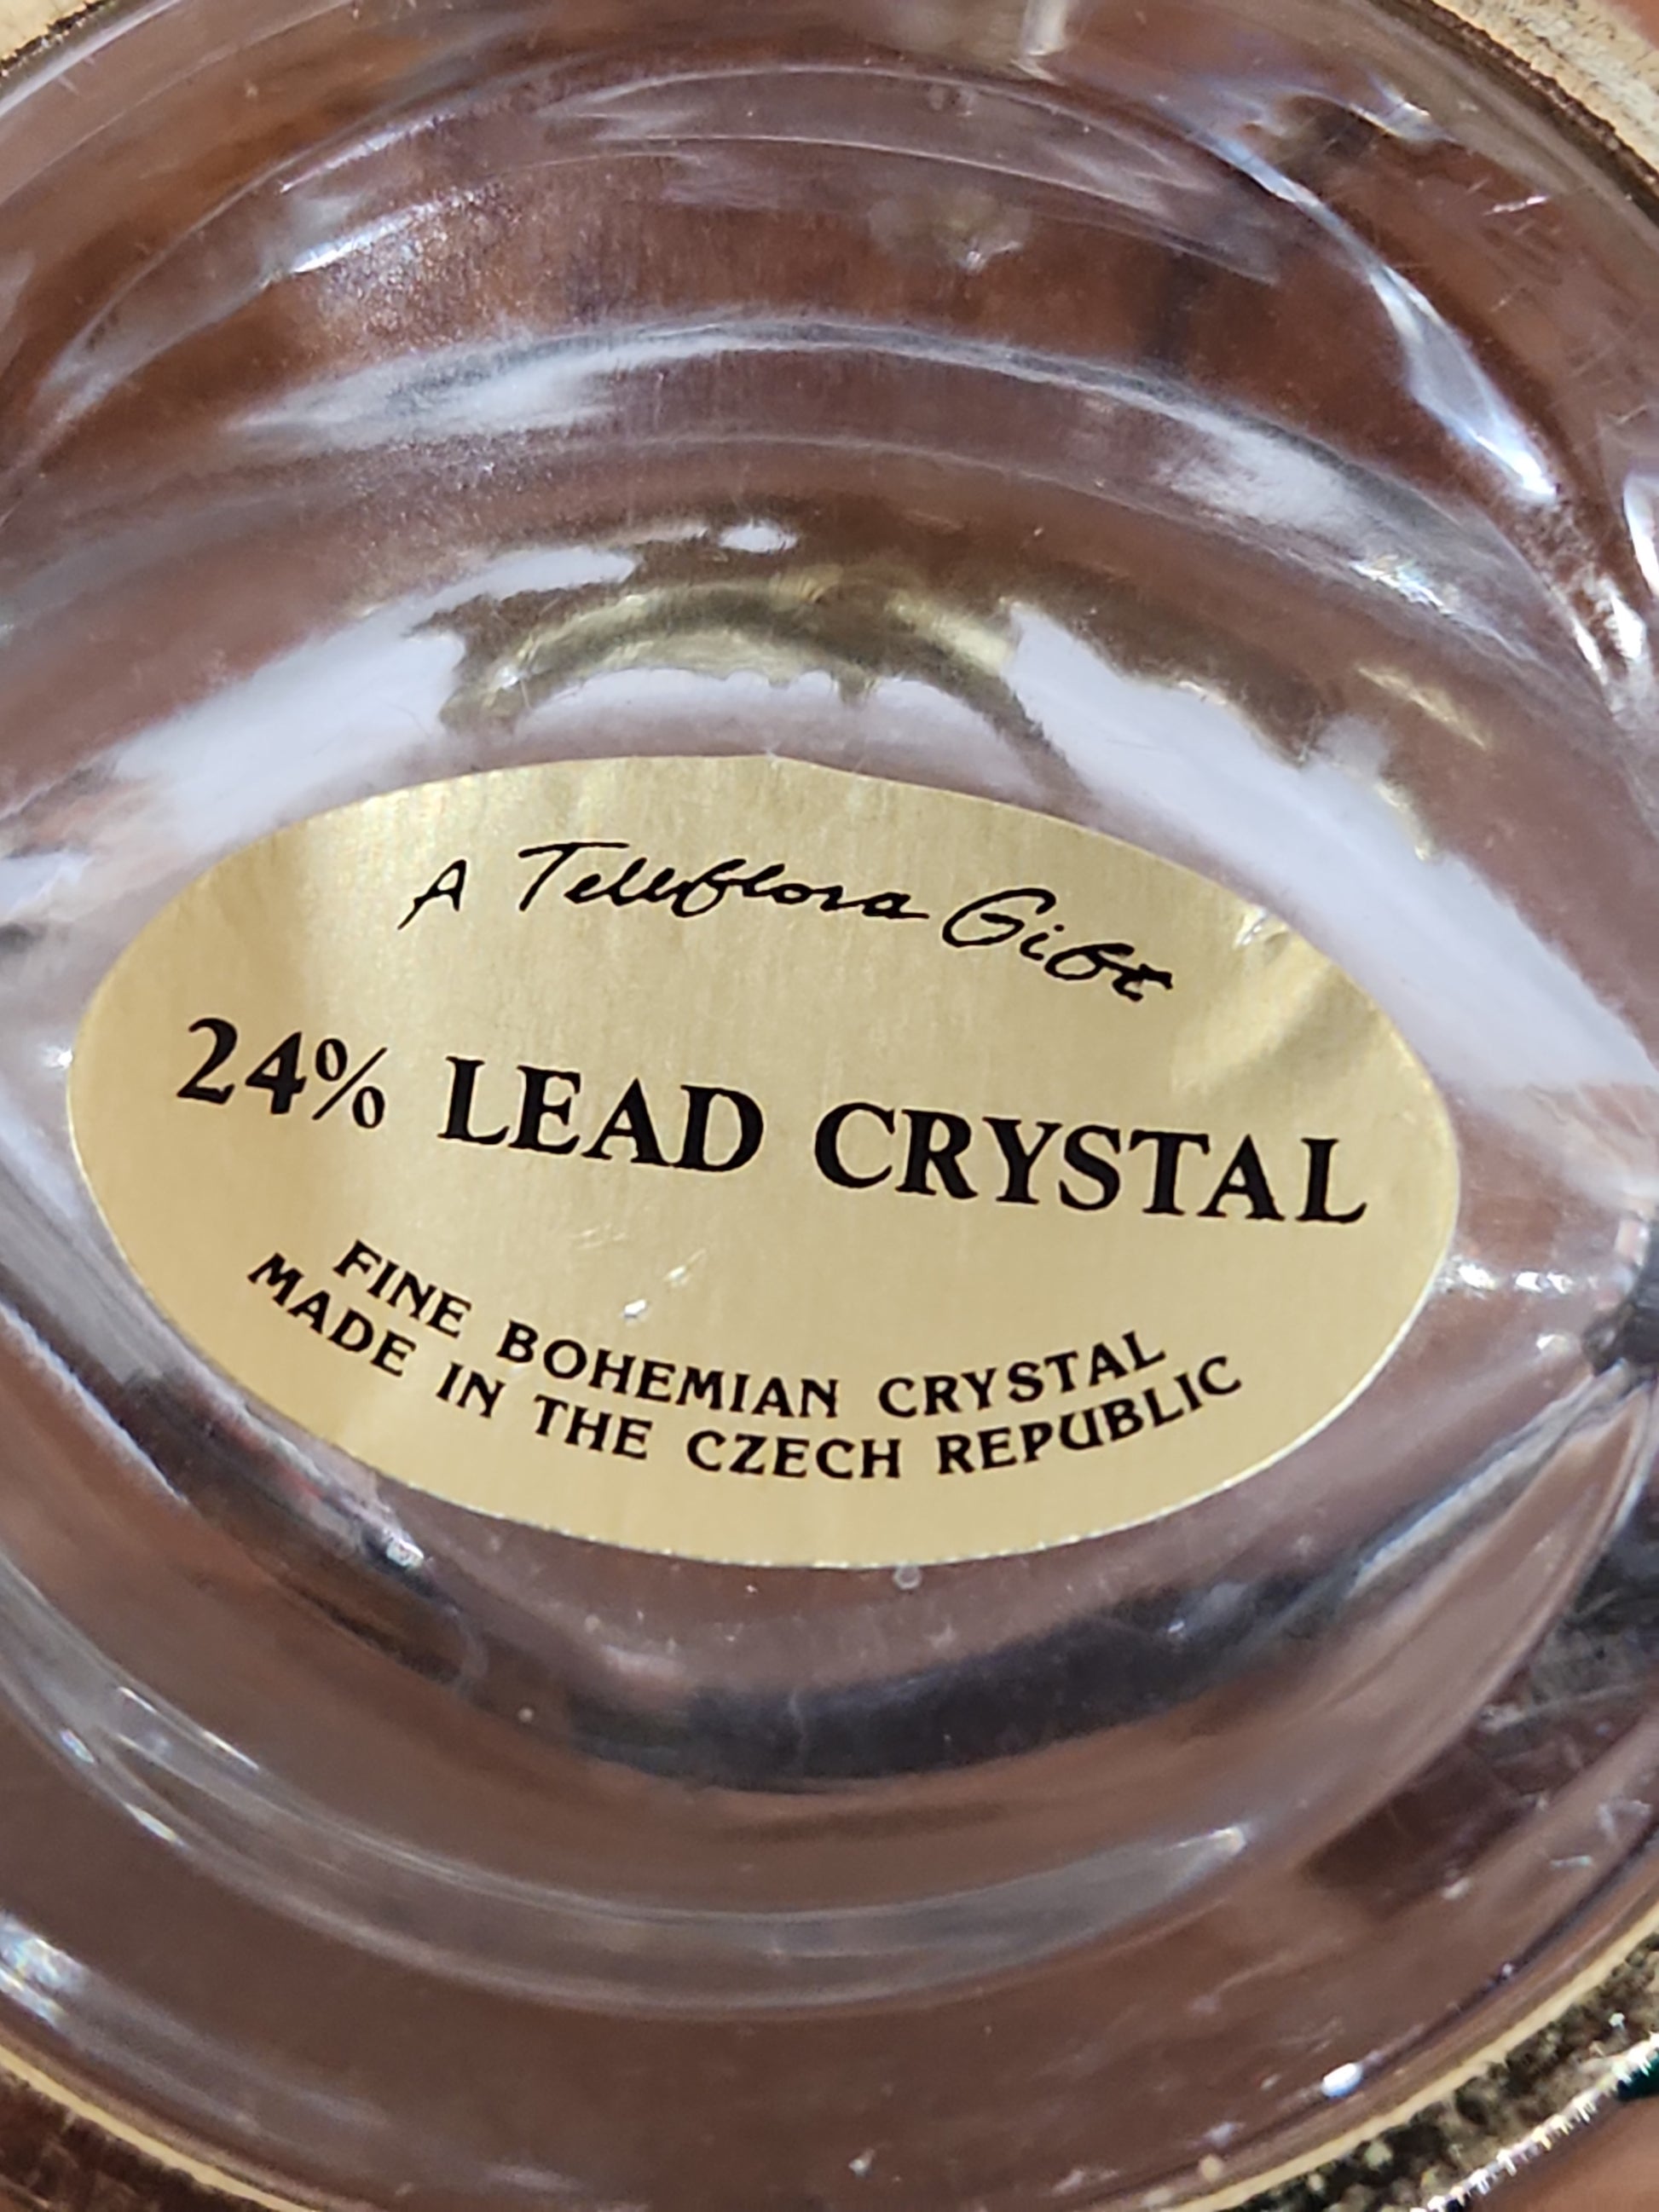 A Teleflora Gift
24% LEAD CRYSTAL
FINE BOHEMIAN CRYSTAL
MADE IN THE CZECH REPUBLIC